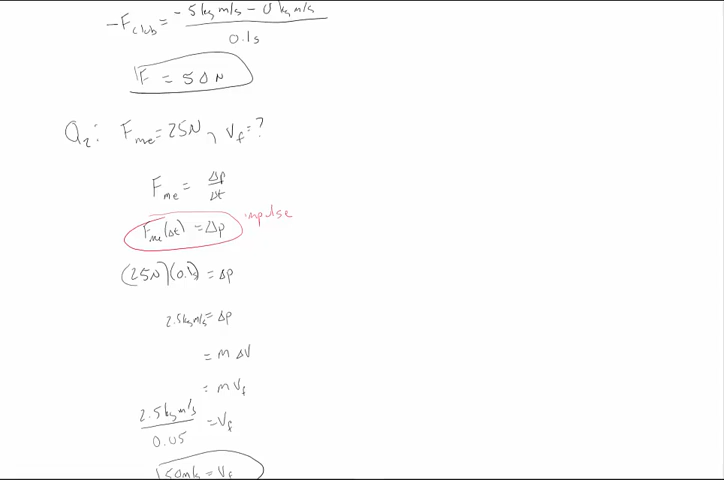 -F_club = (-5 kg m/s - 0 kg m/s) / 0.1s
F = 50 N
Q₂: F_me = 25N, V_f = ?
F_me = Δp/Δt
F_me(Δt) = Δp impulse
(25N)(0.1s) = Δp
2.5 kg m/s = Δp
= m ΔV
= m V_f
2.5 kg m/s / 0.05 = V_f
50 m/s = V_f